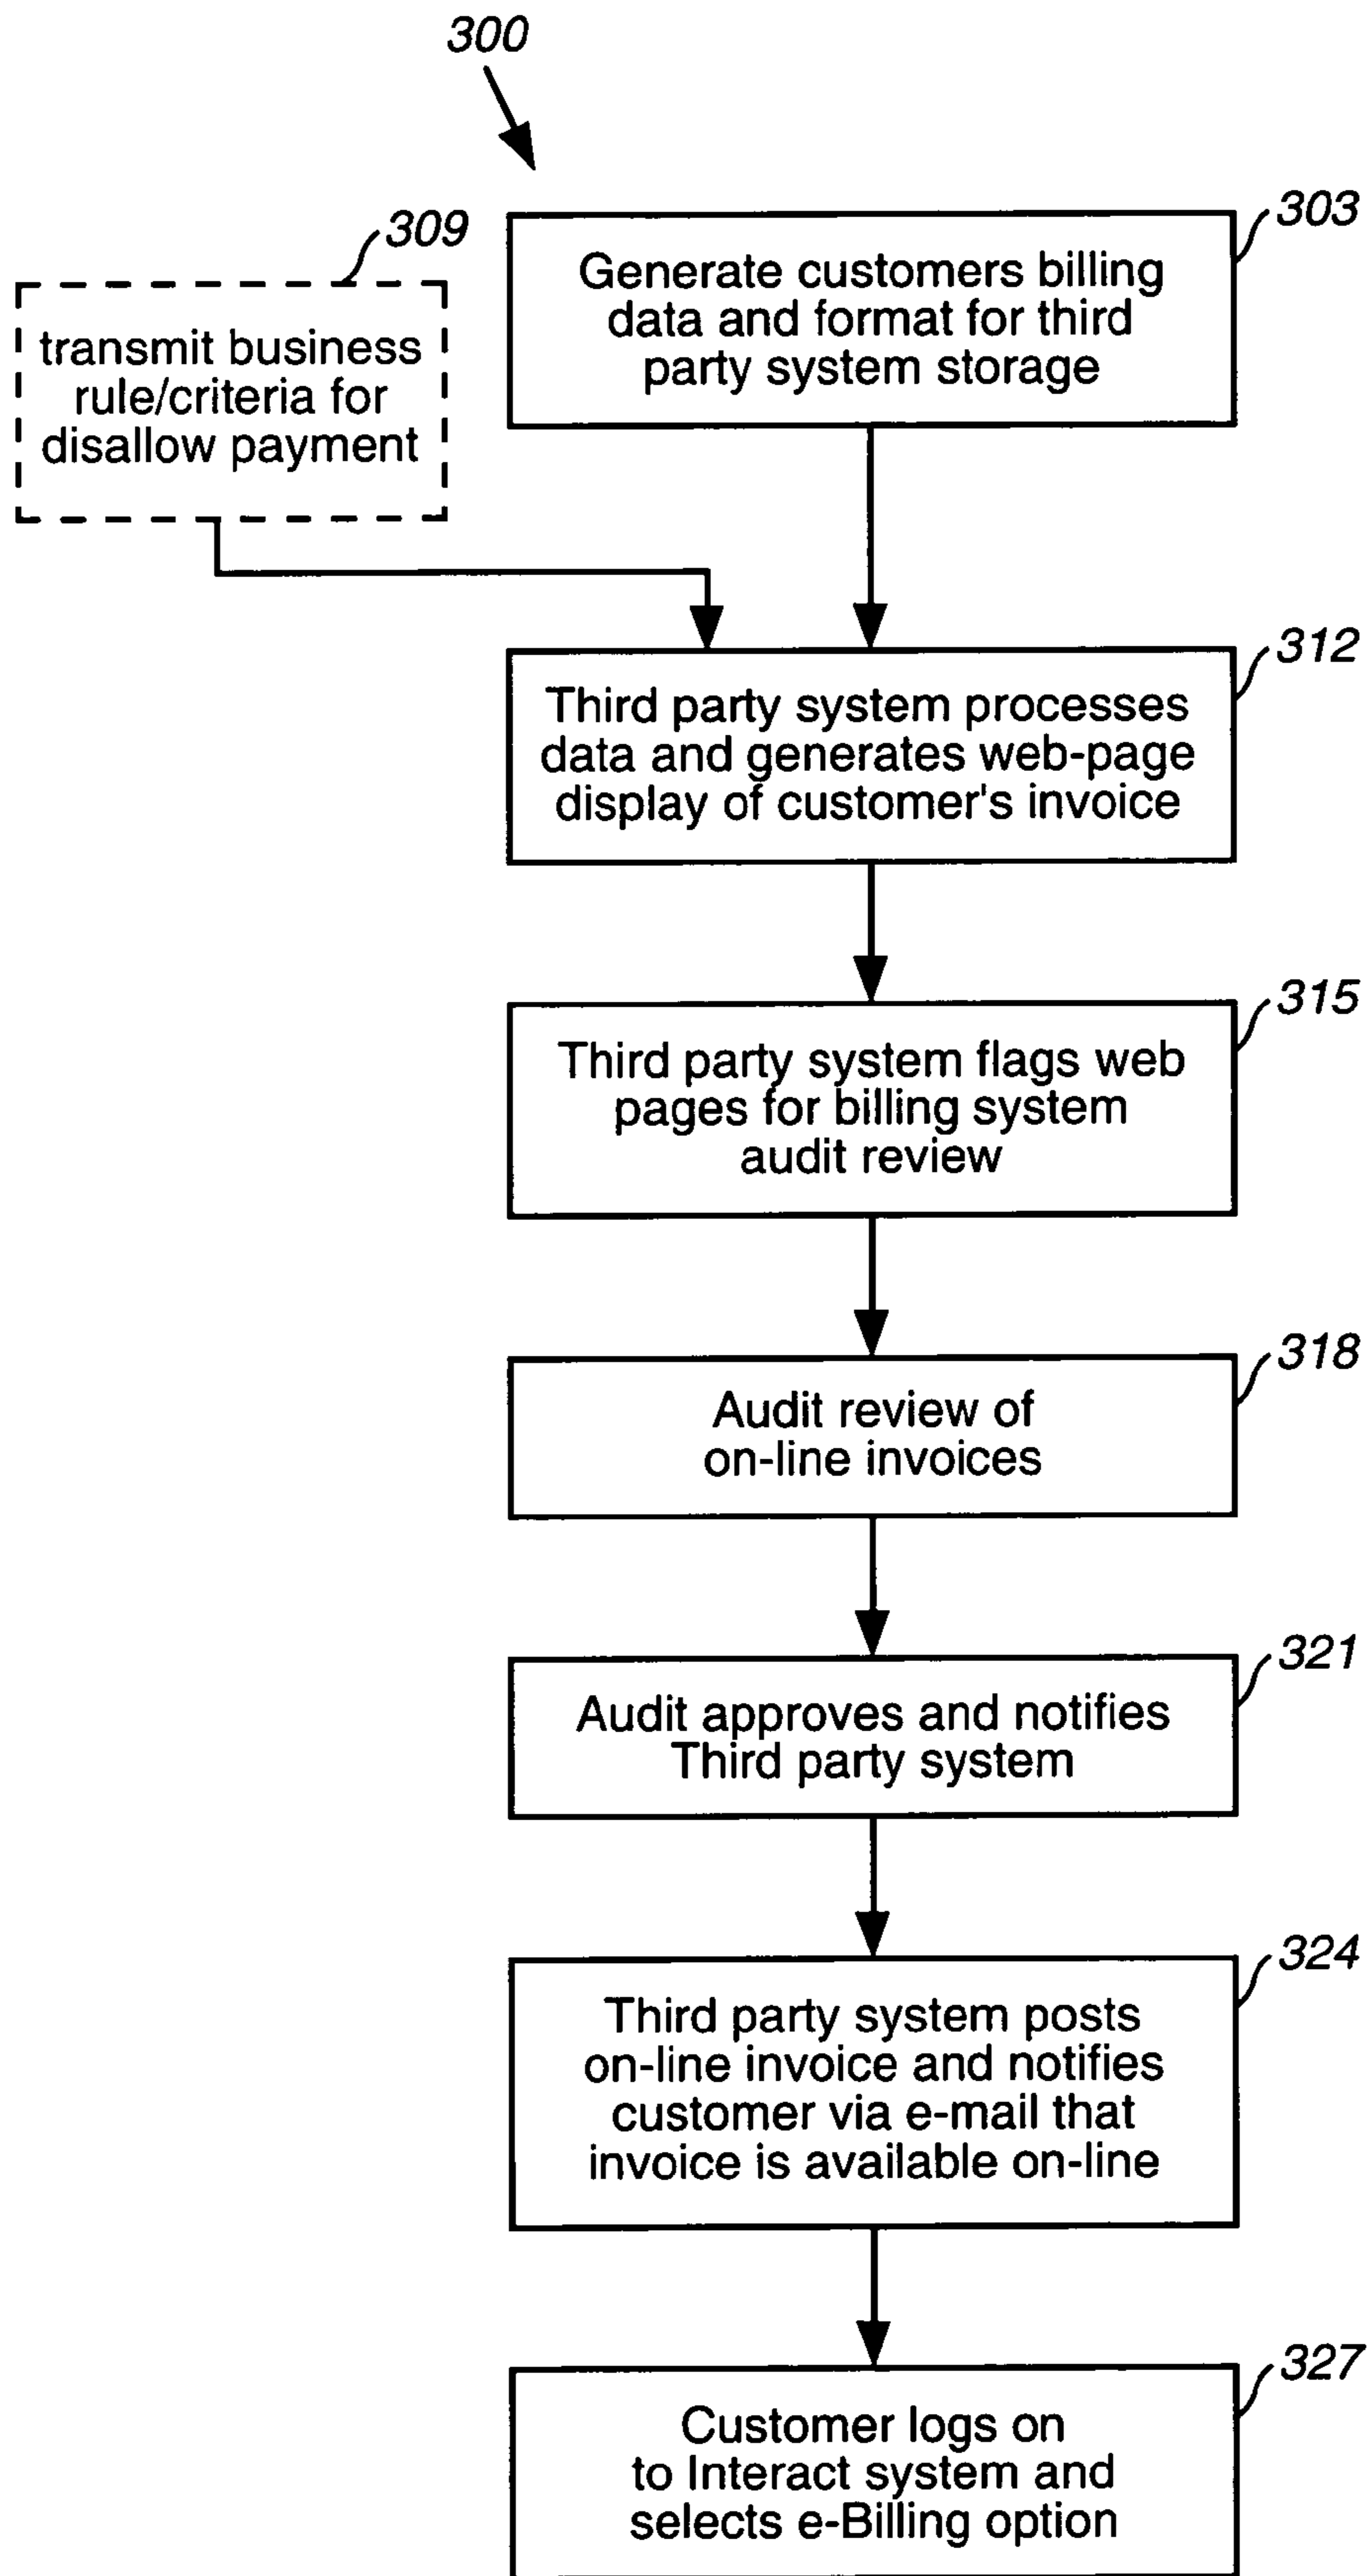 300
303
Generate customers billing
data and format for third
party system storage
309
transmit business
rule/criteria for
disallow payment
312
Third party system processes
data and generates web-page
display of customer's invoice
315
Third party system flags web
pages for billing system
audit review
318
Audit review of
on-line invoices
321
Audit approves and notifies
Third party system
324
Third party system posts
on-line invoice and notifies
customer via e-mail that
invoice is available on-line
327
Customer logs on
to Interact system and
selects e-Billing option